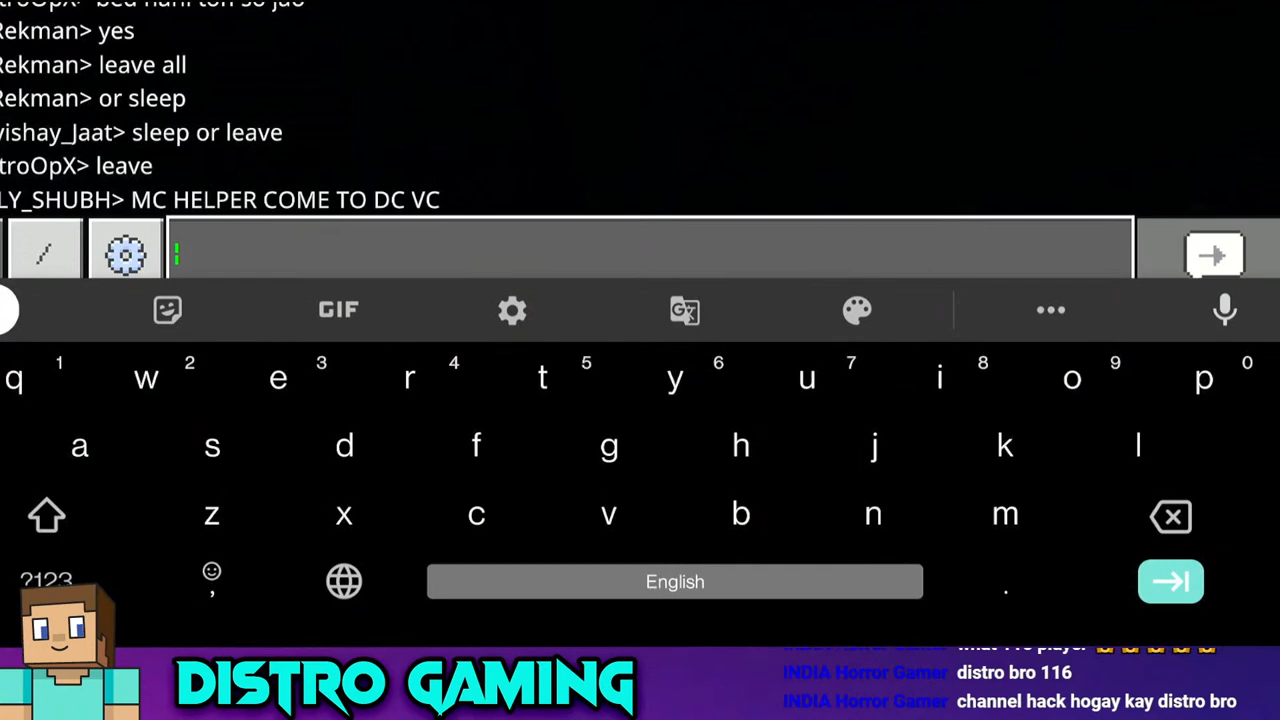 Rekman> yes
Rekman> leave all
Rekman> or sleep
vishay_Jaat> sleep or leave
troOpX> leave
LY_SHUBH> MC HELPER COME TO DC VC
/
GIF
q 1 w 2 e 3 r 4 t 5 y 6 u 7 i 8 o 9 p 0
a s d f g h j k l
z x c v b n m
?123 , English .
DISTRO GAMING
INDIA Horror Gamer distro bro 116
INDIA Horror Gamer channel hack hogay kay distro bro